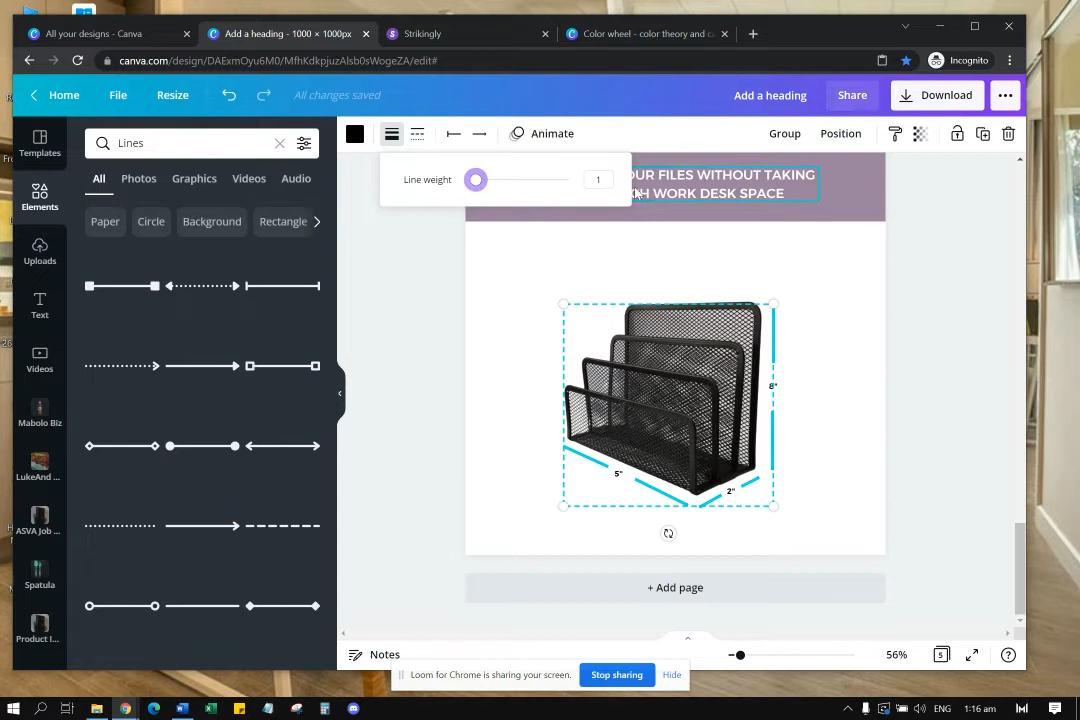 All your designs - Canva
Add a heading - 1000 × 1000px
Strikingly
Color wheel - color theory and ca
canva.com/design/DAExmOyu6M0/MfhKdkpjuzAlsb0sWogeZA/edit#
Incognito
Home
File
Resize
All changes saved
Add a heading
Share
Download
Templates
Elements
Uploads
Text
Videos
Mabolo Biz
LukeAnd ...
ASVA Job ...
Spatula
Product I...
Lines
All
Photos
Graphics
Videos
Audio
Paper
Circle
Background
Rectangle
Animate
Group
Position
Line weight
1
OUR FILES WITHOUT TAKING
CH WORK DESK SPACE
8"
5"
2"
+ Add page
Notes
56%
5
Loom for Chrome is sharing your screen.
Stop sharing
Hide
ENG
1:16 am